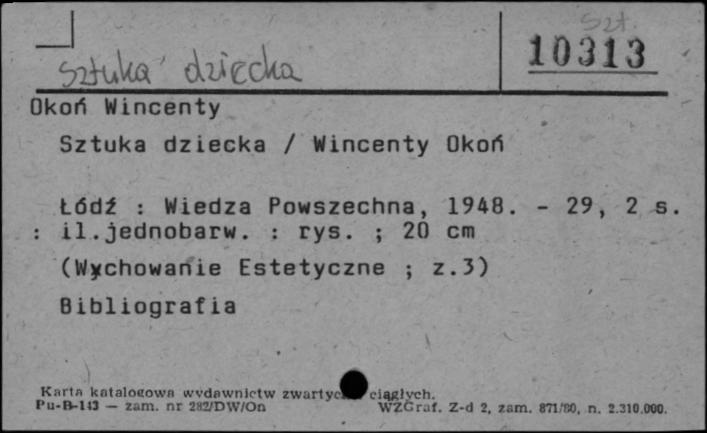 Szt.
10313
sztuka dziecka
Okoń Wincenty
Sztuka dziecka / Wincenty Okoń
Łódź : Wiedza Powszechna, 1948. - 29, 2 s.
: il.jednobarw. : rys. ; 20 cm
(Wychowanie Estetyczne ; z.3)
Bibliografia
Karta katalogowa wydawnictw zwartych ciągłych.
Pu-B-143 — zam. nr 282/DW/On WZGraf. Z-d 2, zam. 871/80, n. 2.310.000.